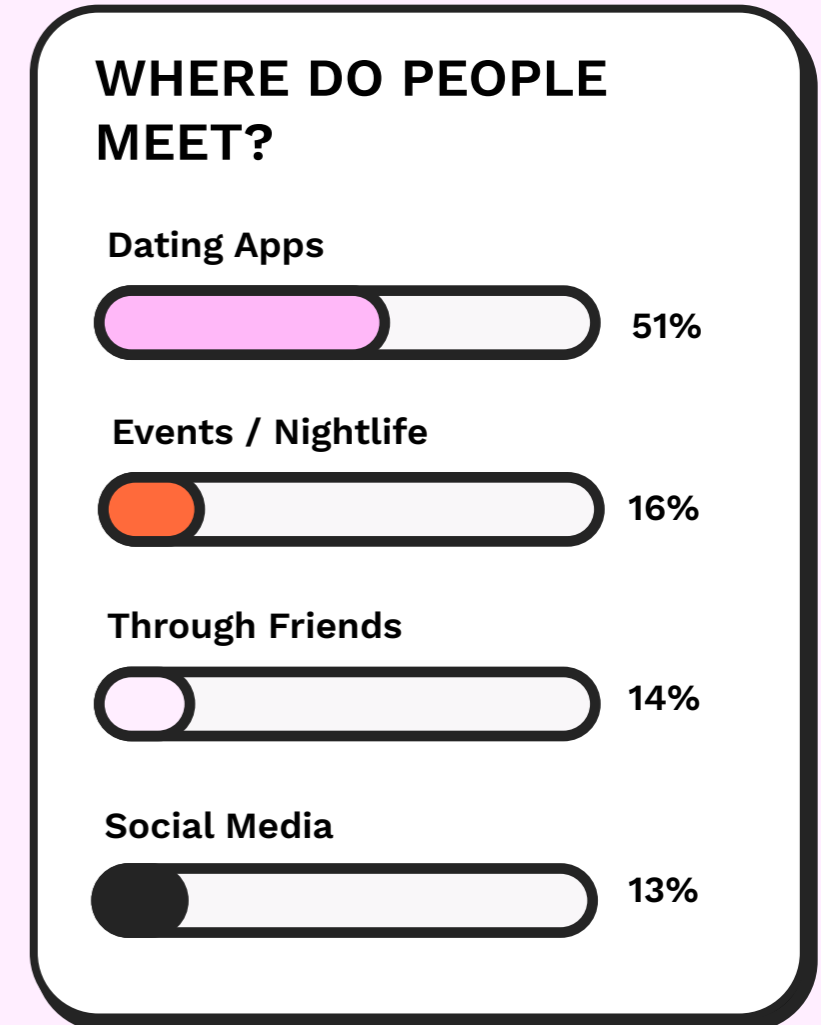 WHERE DO PEOPLE
MEET?
Dating Apps
51%
Events / Nightlife
16%
Through Friends
14%
Social Media
13%